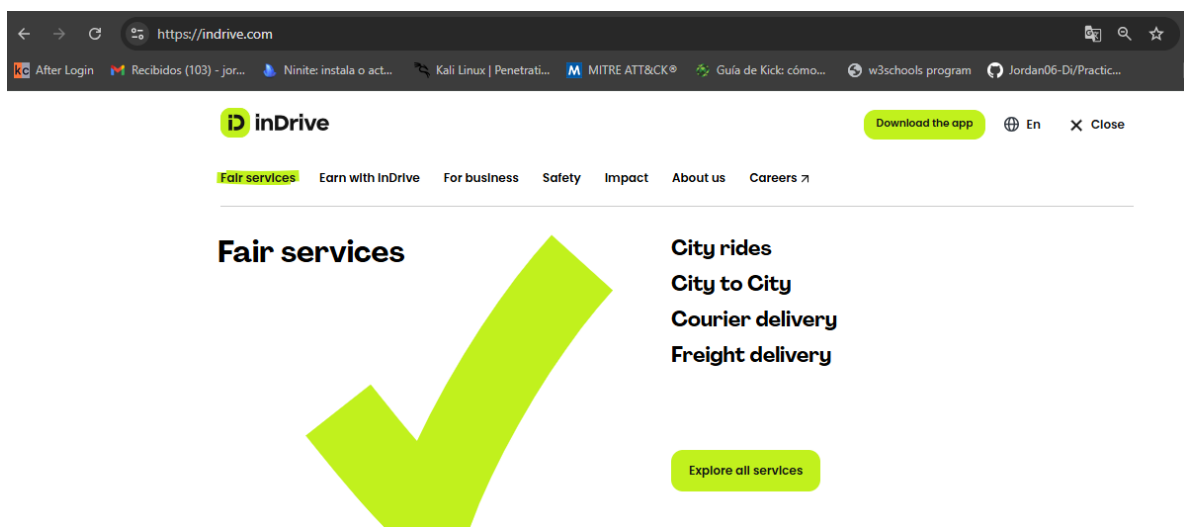 https://indrive.com
After Login Recibidos (103) - jor... Ninite: instala o act... Kali Linux | Penetrati... MITRE ATT&CK® Guía de Kick: cómo... w3schools program Jordan06-Di/Practic...
inDrive Download the app En Close
Fair services Earn with inDrive For business Safety Impact About us Careers
Fair services
City rides
City to City
Courier delivery
Freight delivery
Explore all services